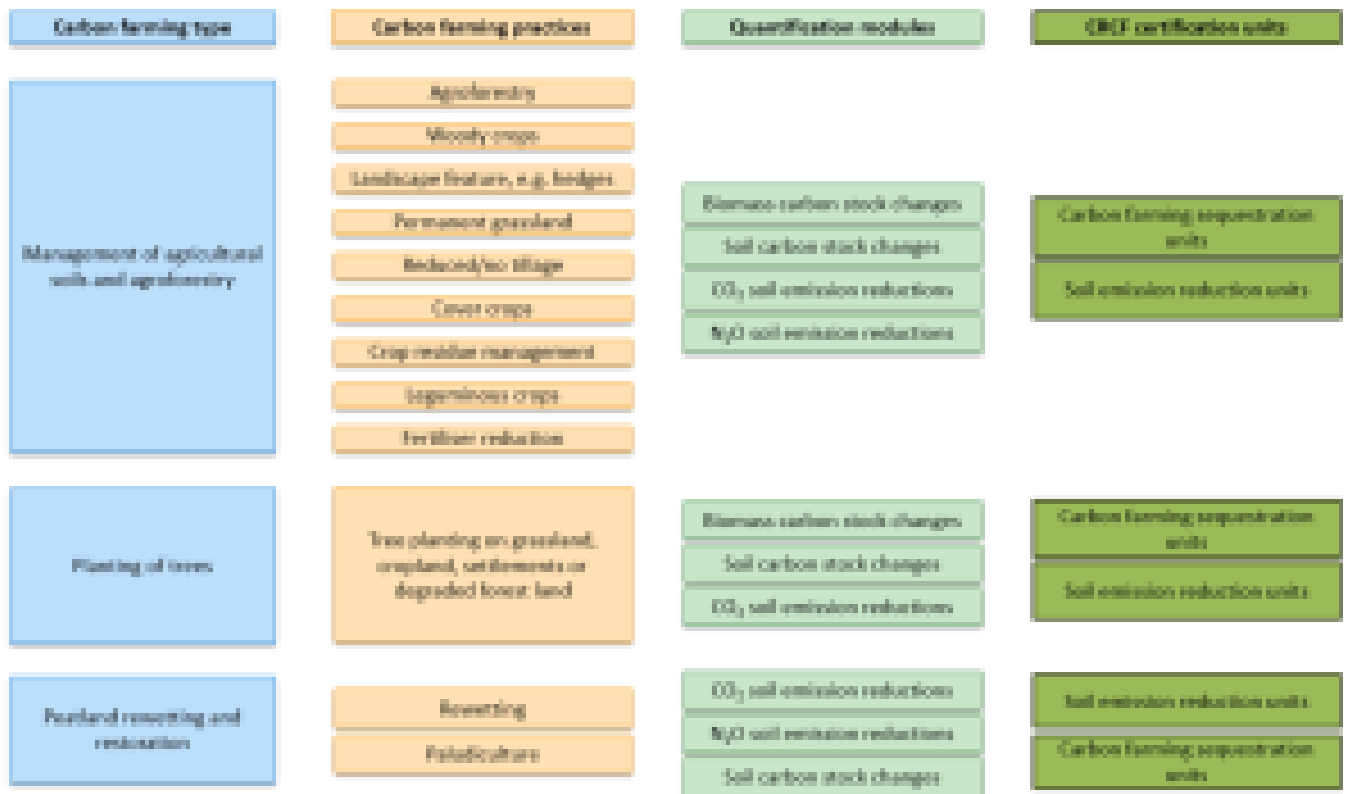 Carbon farming type
Carbon farming practices
Quantification modules
CRCF certification units
Management of agricultural
soils and agroforestry
Agroforestry
Woody crops
Landscape feature, e.g. hedges
Permanent grassland
Reduced/no tillage
Cover crops
Crop residue management
Leguminous crops
Fertiliser reduction
Biomass carbon stock changes
Soil carbon stock changes
CO₂ soil emission reductions
N₂O soil emission reductions
Carbon farming sequestration
units
Soil emission reduction units
Planting of trees
Tree planting on grassland,
cropland, settlements or
degraded forest land
Biomass carbon stock changes
Soil carbon stock changes
CO₂ soil emission reductions
Carbon farming sequestration
units
Soil emission reduction units
Peatland rewetting and
restoration
Rewetting
Paludiculture
CO₂ soil emission reductions
N₂O soil emission reductions
Soil carbon stock changes
Soil emission reduction units
Carbon farming sequestration
units